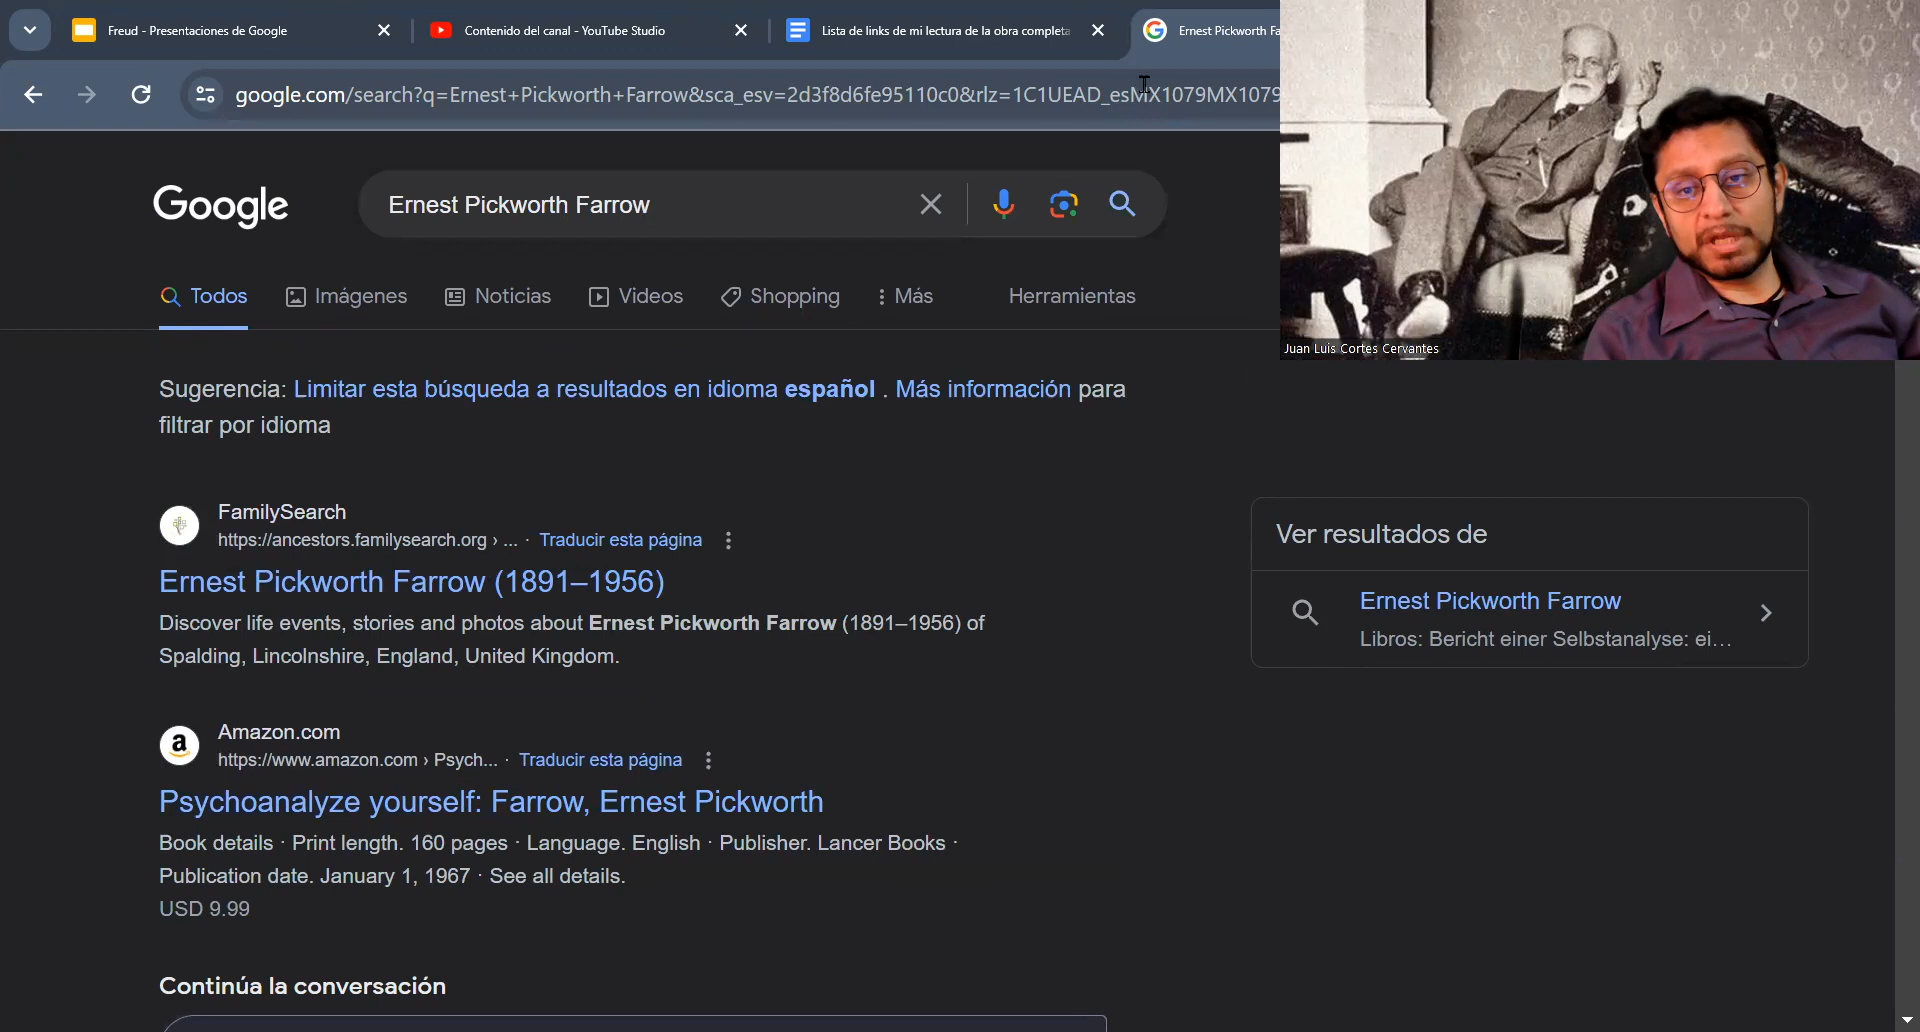 Freud - Presentaciones de Google
Contenido del canal - YouTube Studio
Lista de links de mi lectura de la obra completa
Ernest Pickworth Fa
google.com/search?q=Ernest+Pickworth+Farrow&sca_esv=2d3f8d6fe95110c0&rlz=1C1UEAD_esMX1079MX1079
Juan Luis Cortes Cervantes
Google
Ernest Pickworth Farrow
Todos
Imágenes
Noticias
Videos
Shopping
Más
Herramientas
Sugerencia: Limitar esta búsqueda a resultados en idioma español . Más información para
filtrar por idioma
FamilySearch
https://ancestors.familysearch.org › ... · Traducir esta página
Ernest Pickworth Farrow (1891–1956)
Discover life events, stories and photos about Ernest Pickworth Farrow (1891–1956) of
Spalding, Lincolnshire, England, United Kingdom.
Ver resultados de
Ernest Pickworth Farrow
Libros: Bericht einer Selbstanalyse: ei...
Amazon.com
https://www.amazon.com › Psych... · Traducir esta página
Psychoanalyze yourself: Farrow, Ernest Pickworth
Book details · Print length. 160 pages · Language. English · Publisher. Lancer Books ·
Publication date. January 1, 1967 · See all details.
USD 9.99
Continúa la conversación